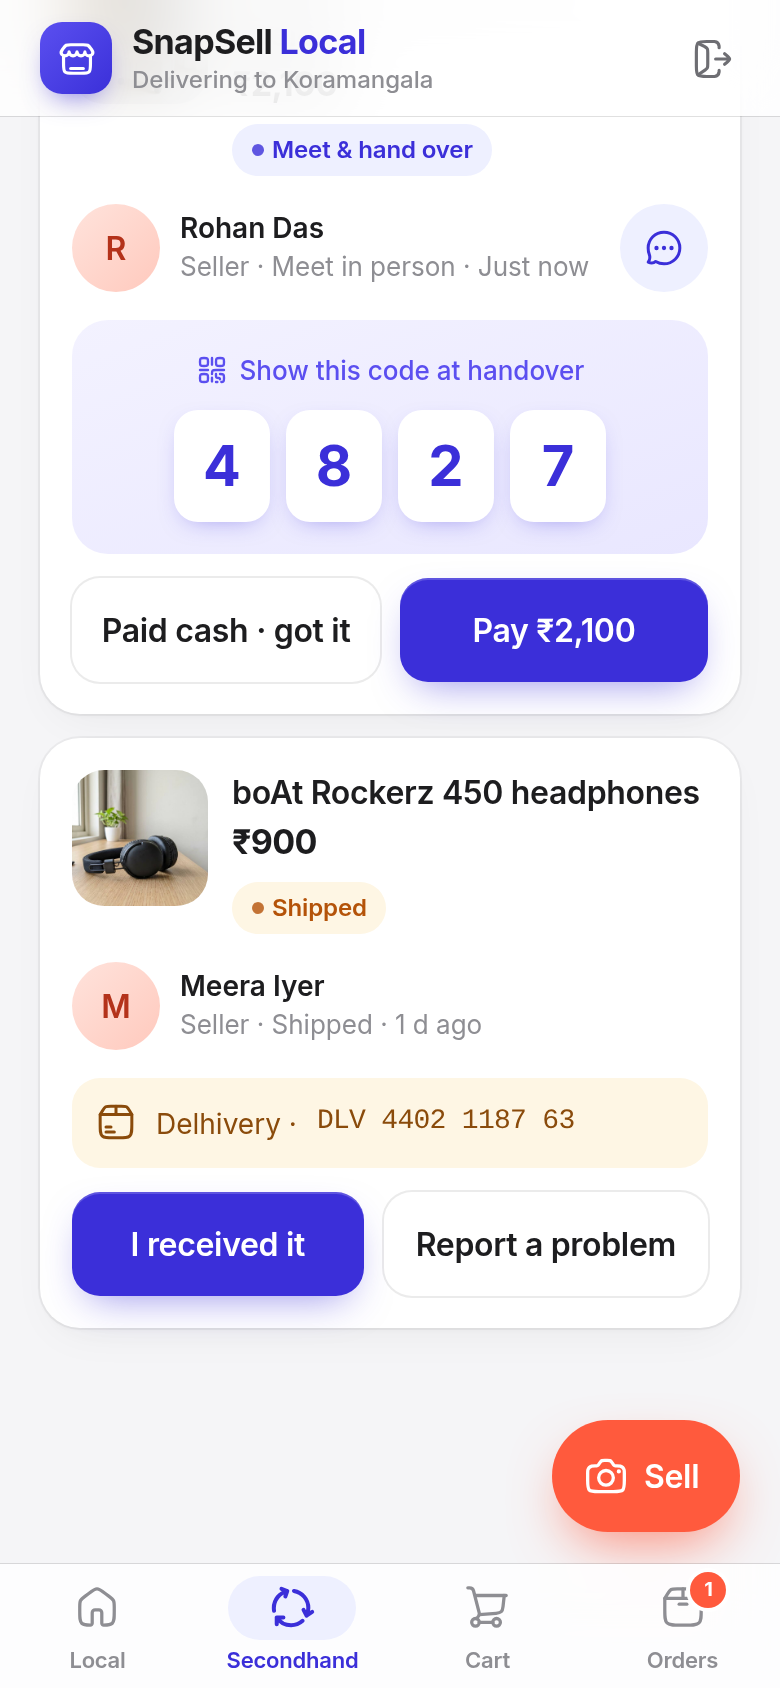 SnapSell Local
Delivering to Koramangala
₹2,100
Meet & hand over
R
Rohan Das
Seller · Meet in person · Just now
Show this code at handover
4 8 2 7
Paid cash · got it
Pay ₹2,100
boAt Rockerz 450 headphones
₹900
Shipped
M
Meera Iyer
Seller · Shipped · 1 d ago
Delhivery · DLV 4402 1187 63
I received it
Report a problem
Sell
1
Local
Secondhand
Cart
Orders